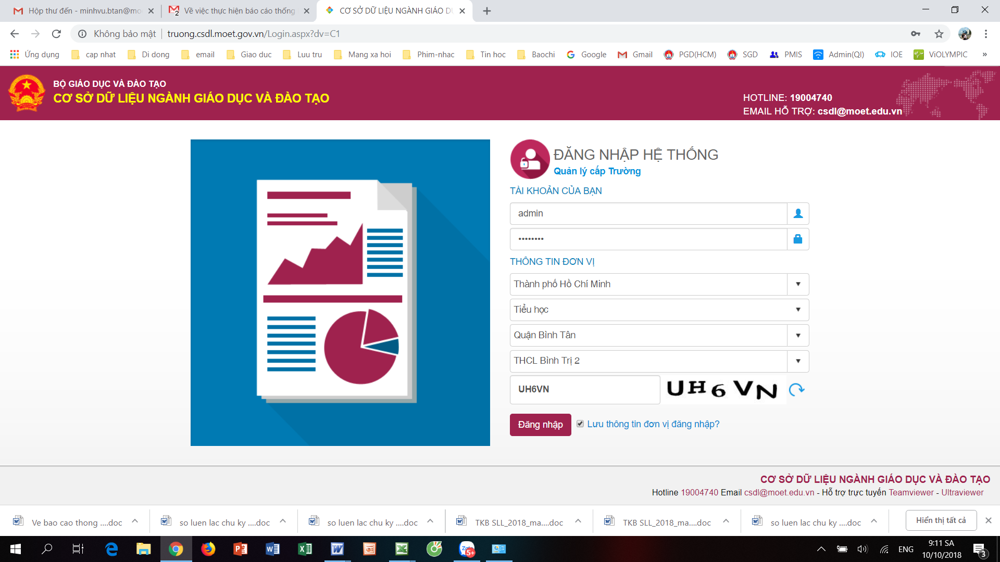 Hộp thư đến - minhvu.btan@mo
Về việc thực hiện báo cáo thống
CƠ SỞ DỮ LIỆU NGÀNH GIÁO DỤ
Không bảo mật
truong.csdl.moet.gov.vn/Login.aspx?dv=C1
Ứng dụng
cap nhat
Di dong
email
Giao duc
Luu tru
Mang xa hoi
Phim-nhac
Tin hoc
Baochi
Google
Gmail
PGD(HCM)
SGD
PMIS
Admin(QI)
IOE
ViOLYMPIC
»
BỘ GIÁO DỤC VÀ ĐÀO TẠO
CƠ SỞ DỮ LIỆU NGÀNH GIÁO DỤC VÀ ĐÀO TẠO
HOTLINE: 19004740
EMAIL HỖ TRỢ: csdl@moet.edu.vn
ĐĂNG NHẬP HỆ THỐNG
Quản lý cấp Trường
TÀI KHOẢN CỦA BẠN
admin
••••••••
THÔNG TIN ĐƠN VỊ
Thành phố Hồ Chí Minh
Tiểu học
Quận Bình Tân
THCL Bình Trị 2
UH6VN
UH6VN
Đăng nhập
Lưu thông tin đơn vị đăng nhập?
CƠ SỞ DỮ LIỆU NGÀNH GIÁO DỤC VÀ ĐÀO TẠO
Hotline 19004740 Email csdl@moet.edu.vn - Hỗ trợ trực tuyến Teamviewer - Ultraviewer
Ve bao cao thong ....doc
so luen lac chu ky ....doc
so luen lac chu ky ....doc
TKB SLL_2018_ma....doc
TKB SLL_2018_ma....doc
so luen lac chu ky ....doc
Hiển thị tất cả
Zalo
5+
ENG
9:11 SA
10/10/2018
3